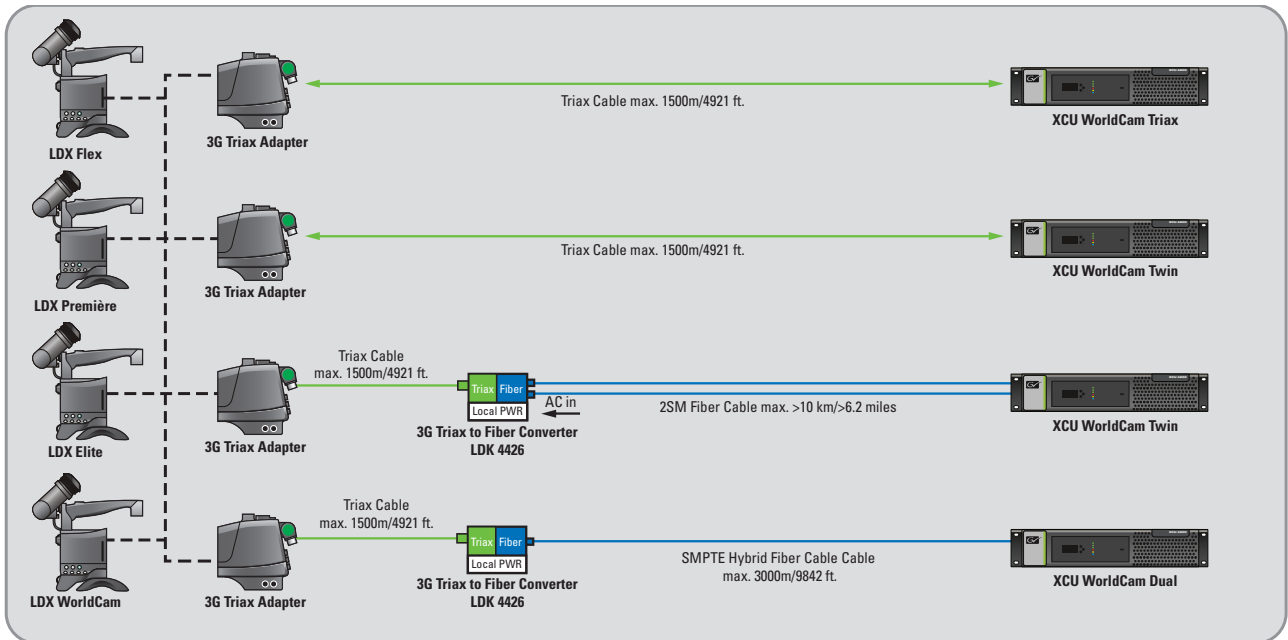 LDX Flex
3G Triax Adapter
Triax Cable max. 1500m/4921 ft.
XCU WorldCam Triax
LDX Première
3G Triax Adapter
Triax Cable max. 1500m/4921 ft.
XCU WorldCam Twin
LDX Elite
3G Triax Adapter
Triax Cable
max. 1500m/4921 ft.
Triax Fiber
Local PWR
AC in
3G Triax to Fiber Converter
LDK 4426
2SM Fiber Cable max. >10 km/>6.2 miles
XCU WorldCam Twin
LDX WorldCam
3G Triax Adapter
Triax Cable
max. 1500m/4921 ft.
Triax Fiber
Local PWR
3G Triax to Fiber Converter
LDK 4426
SMPTE Hybrid Fiber Cable Cable
max. 3000m/9842 ft.
XCU WorldCam Dual